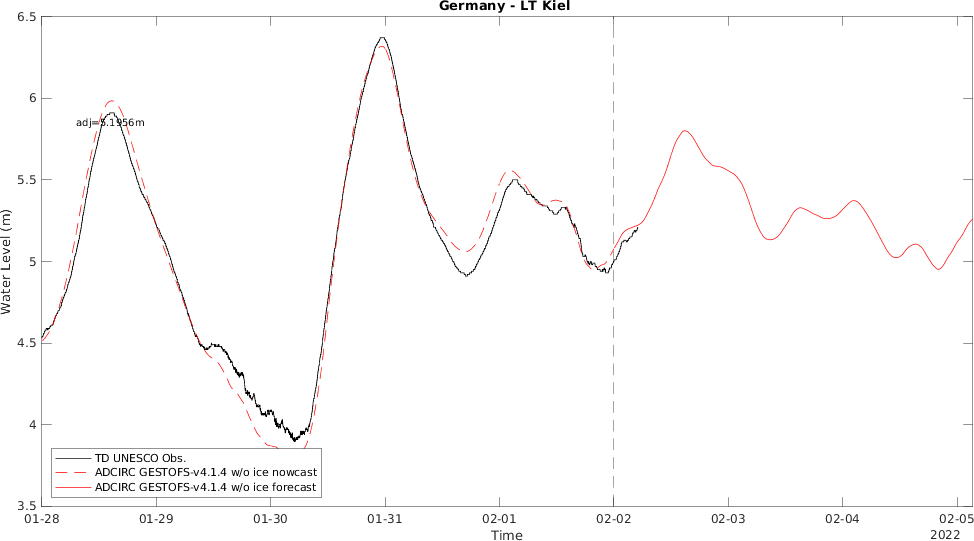 Germany - LT Kiel
6.5
6
5.5
5
4.5
4
3.5
Water Level (m)
adj=5.1956m
TD UNESCO Obs.
ADCIRC GESTOFS-v4.1.4 w/o ice nowcast
ADCIRC GESTOFS-v4.1.4 w/o ice forecast
01-28 01-29 01-30 01-31 02-01 02-02 02-03 02-04 02-05
Time
2022